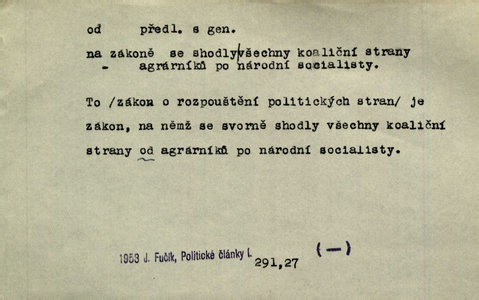 od předl. s gen.
na zákoně se shodly/všechny koaliční strany
- agrárníků po národní socialisty.
To /zákon o rozpouštění politických stran/ je
zákon, na němž se svorně shodly všechny koaliční
strany od agrárníků po národní socialisty.
1953 J. Fučík, Politické články I. 291,27 (—)